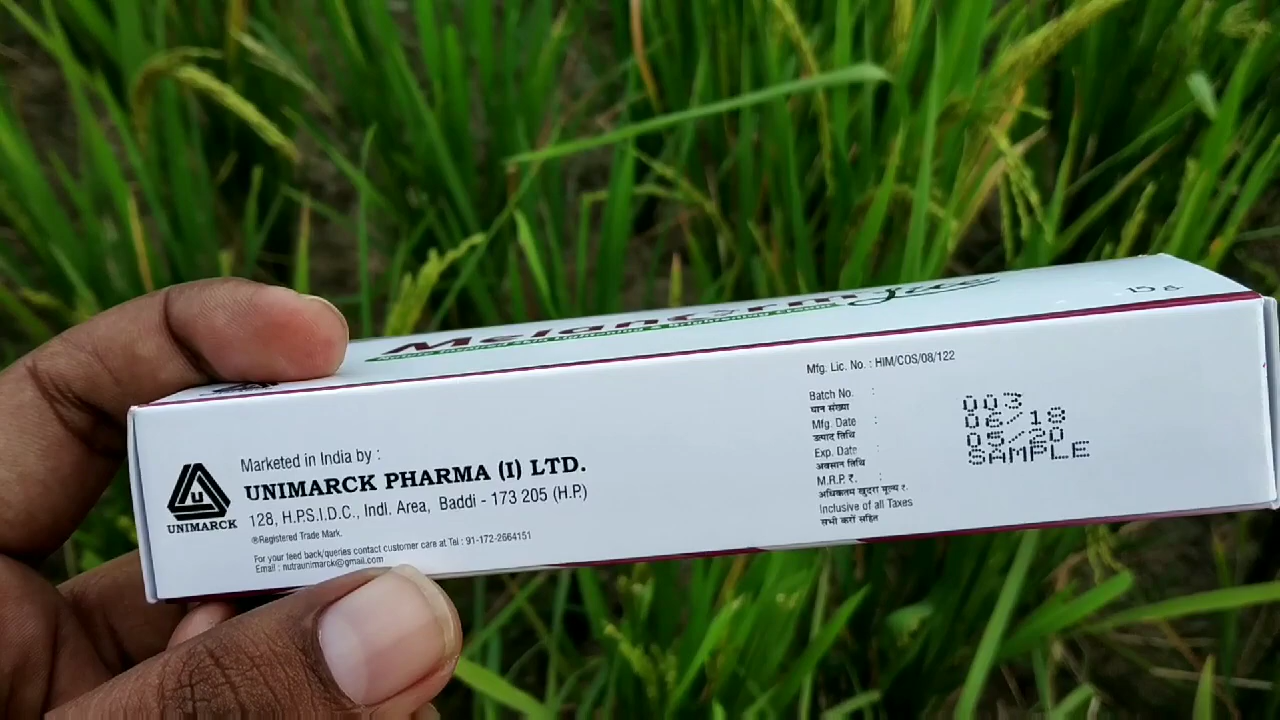 15 g
Mfg. Lic. No. : HIM/COS/08/122
Batch No. : 003
यान संख्या
Mfg. Date : 06/18
उत्पाद तिथि
Exp. Date : 05/20
अवसान तिथि
M.R.P. ₹. : SAMPLE
अधिकतम खुदरा मूल्य रु.
Inclusive of all Taxes
सभी करों सहित
UNIMARCK
Marketed in India by :
UNIMARCK PHARMA (I) LTD.
128, H.P.S.I.D.C., Indl. Area, Baddi - 173 205 (H.P.)
®Registered Trade Mark.
For your feed back/queries contact customer care at Tel : 91-172-2664151
Email : nutraunimarck@gmail.com